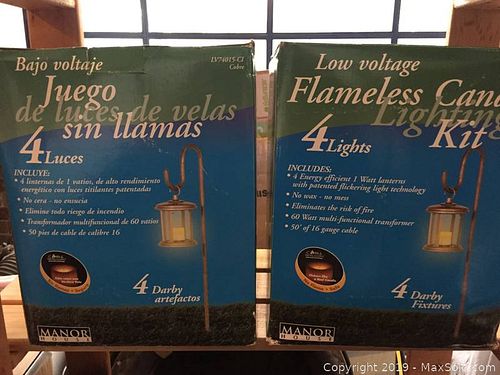 Bajo voltaje
LV74015-CJ
Cobre
Juego
de luces de velas
sin llamas
4 Luces
INCLUYE:
• 4 linternas de 1 vatios, de alto rendimiento
energético con luces titilantes patentadas
• No cera - no ensucia
• Elimine todo riesgo de incendio
• Transformador multifuncional de 60 vatios
• 50 pies de cable de calibre 16
4 Darby
artefactos
MANOR
HOUSE
Low voltage
Flameless Cand
Lighting
Kit
4 Lights
INCLUDES:
• 4 Energy efficient 1 Watt lanterns
with patented flickering light technology
• No wax - no mess
• Eliminates the risk of fire
• 60 Watt multi-functional transformer
• 50' of 16 gauge cable
4 Darby
Fixtures
MANOR
HOUSE
Copyright 2019 - MaxSold.com